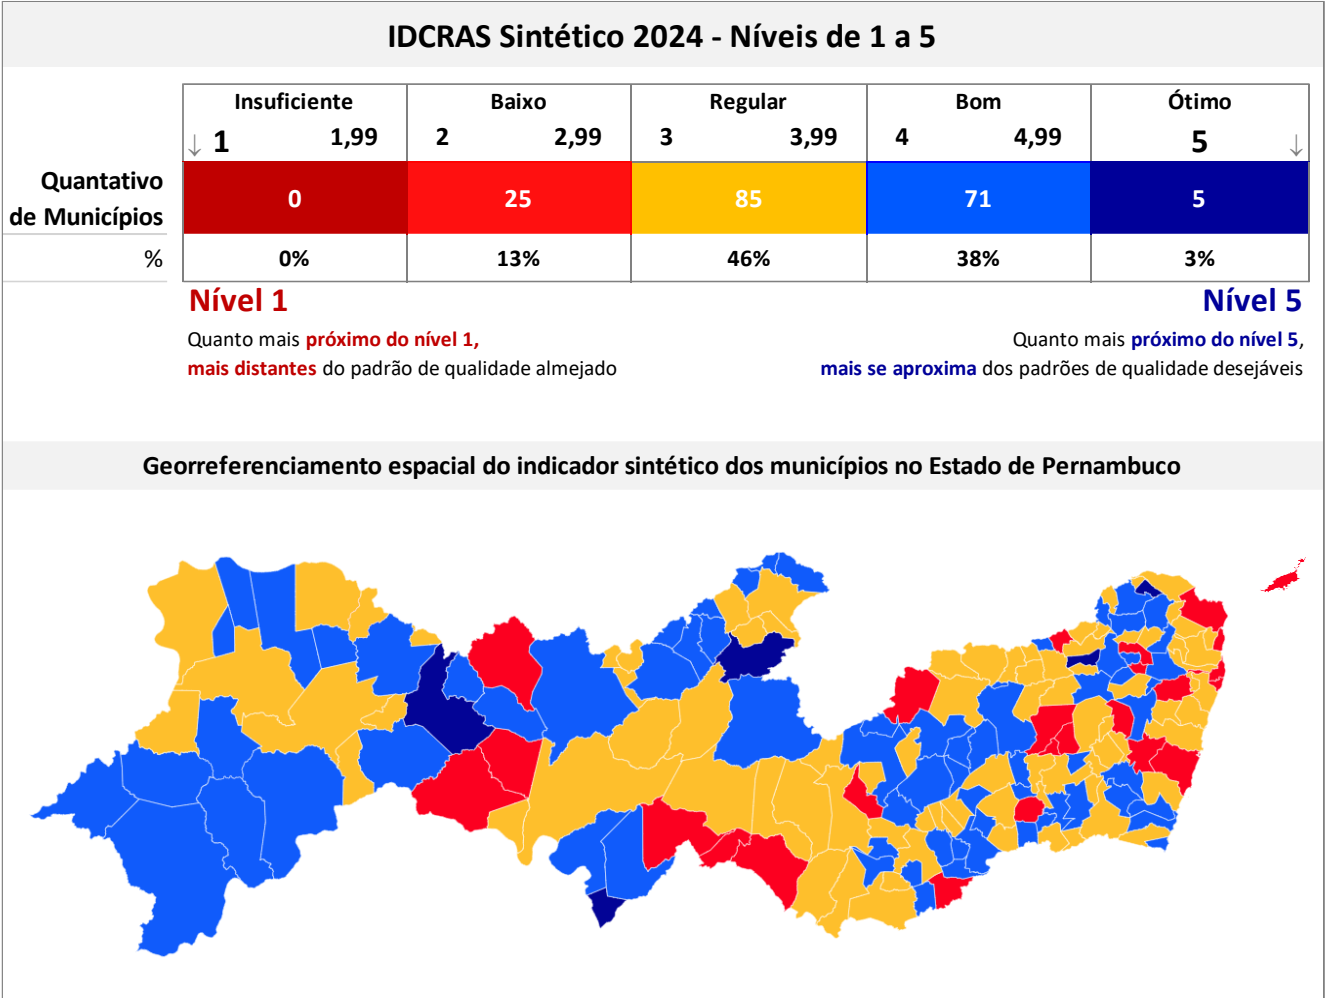 IDCRAS Sintético 2024 - Níveis de 1 a 5
Insuficiente Baixo Regular Bom Ótimo
↓ 1 1,99 2 2,99 3 3,99 4 4,99 5 ↓
Quantativo
de Municípios
0 25 85 71 5
% 0% 13% 46% 38% 3%
Nível 1 Nível 5
Quanto mais próximo do nível 1, Quanto mais próximo do nível 5,
mais distantes do padrão de qualidade almejado mais se aproxima dos padrões de qualidade desejáveis
Georreferenciamento espacial do indicador sintético dos municípios no Estado de Pernambuco